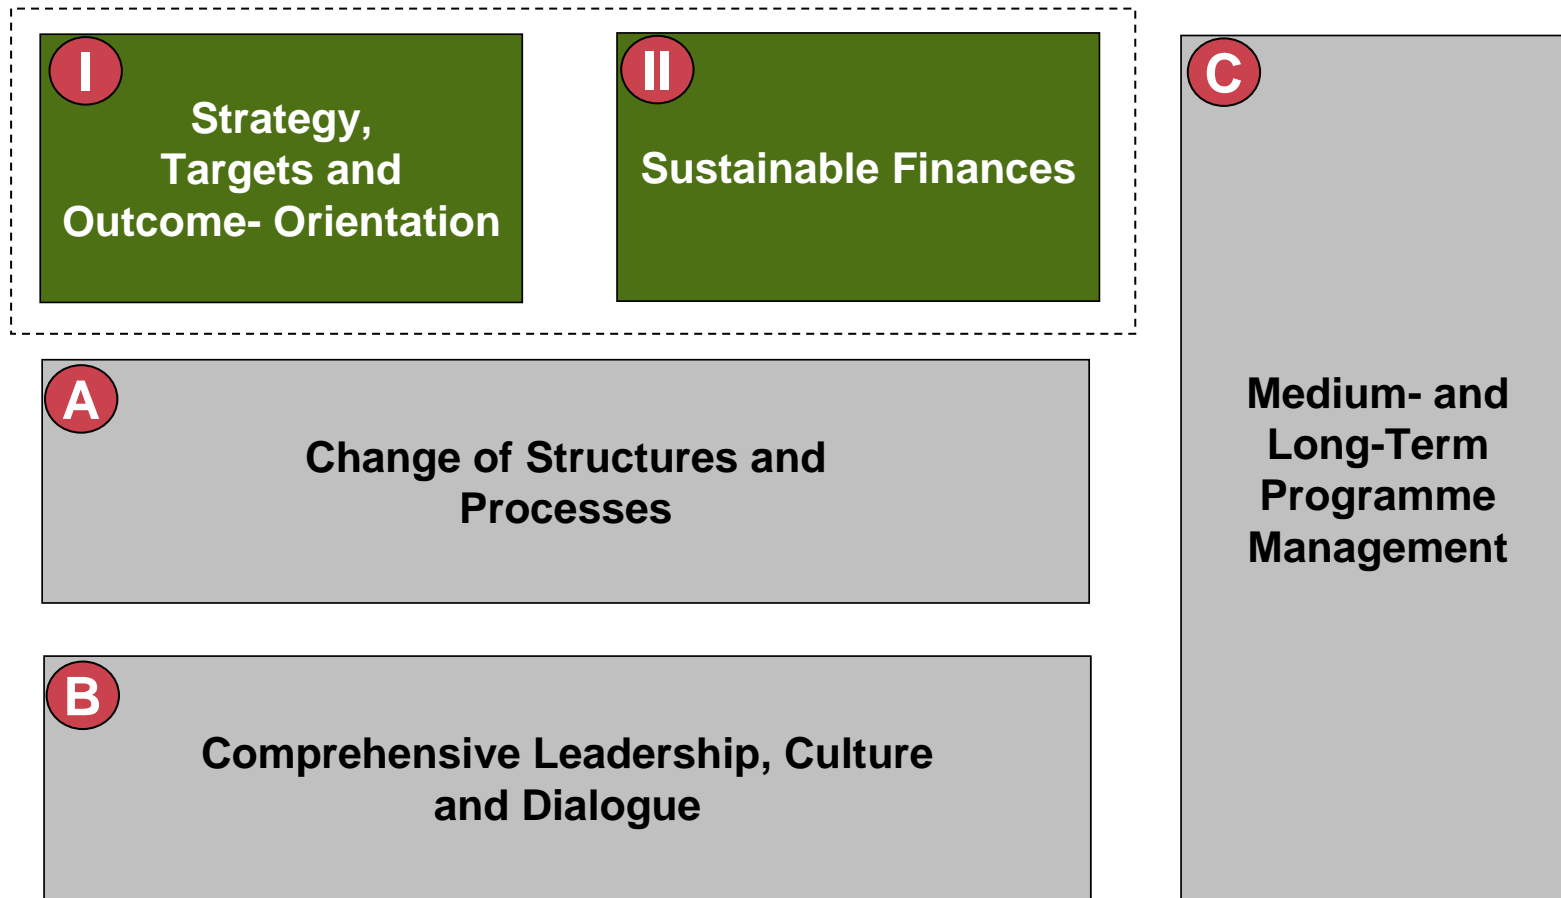 I
Strategy,
Targets and
Outcome- Orientation
II
Sustainable Finances
A
Change of Structures and
Processes
B
Comprehensive Leadership, Culture
and Dialogue
C
Medium- and
Long-Term
Programme
Management